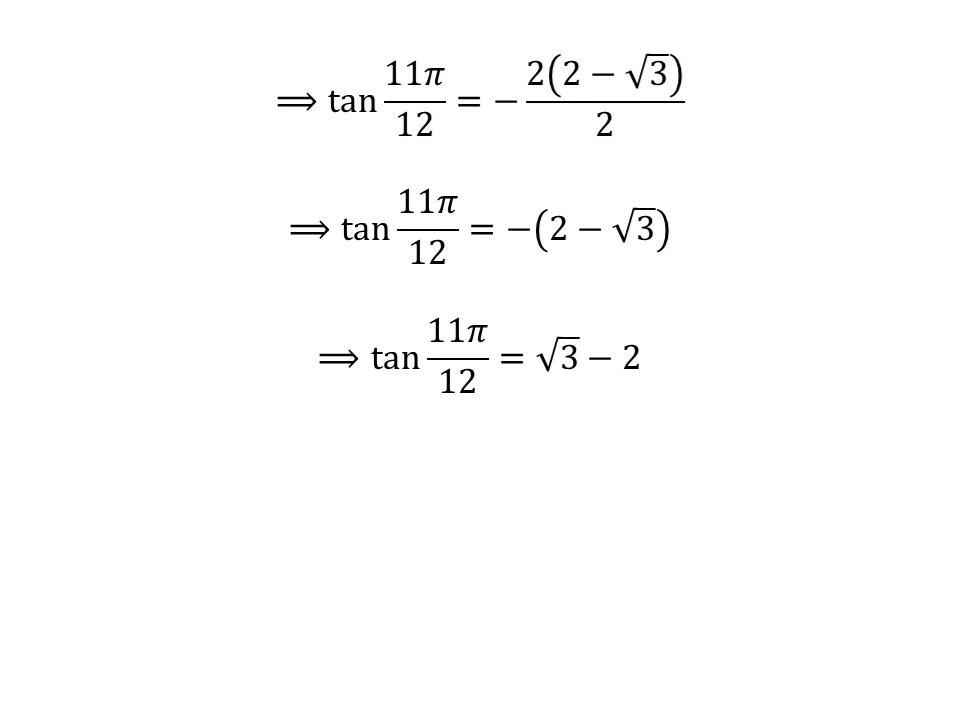 ⟹ tan 11π/12 = − 2(2 − √3)/2
⟹ tan 11π/12 = −(2 − √3)
⟹ tan 11π/12 = √3 − 2